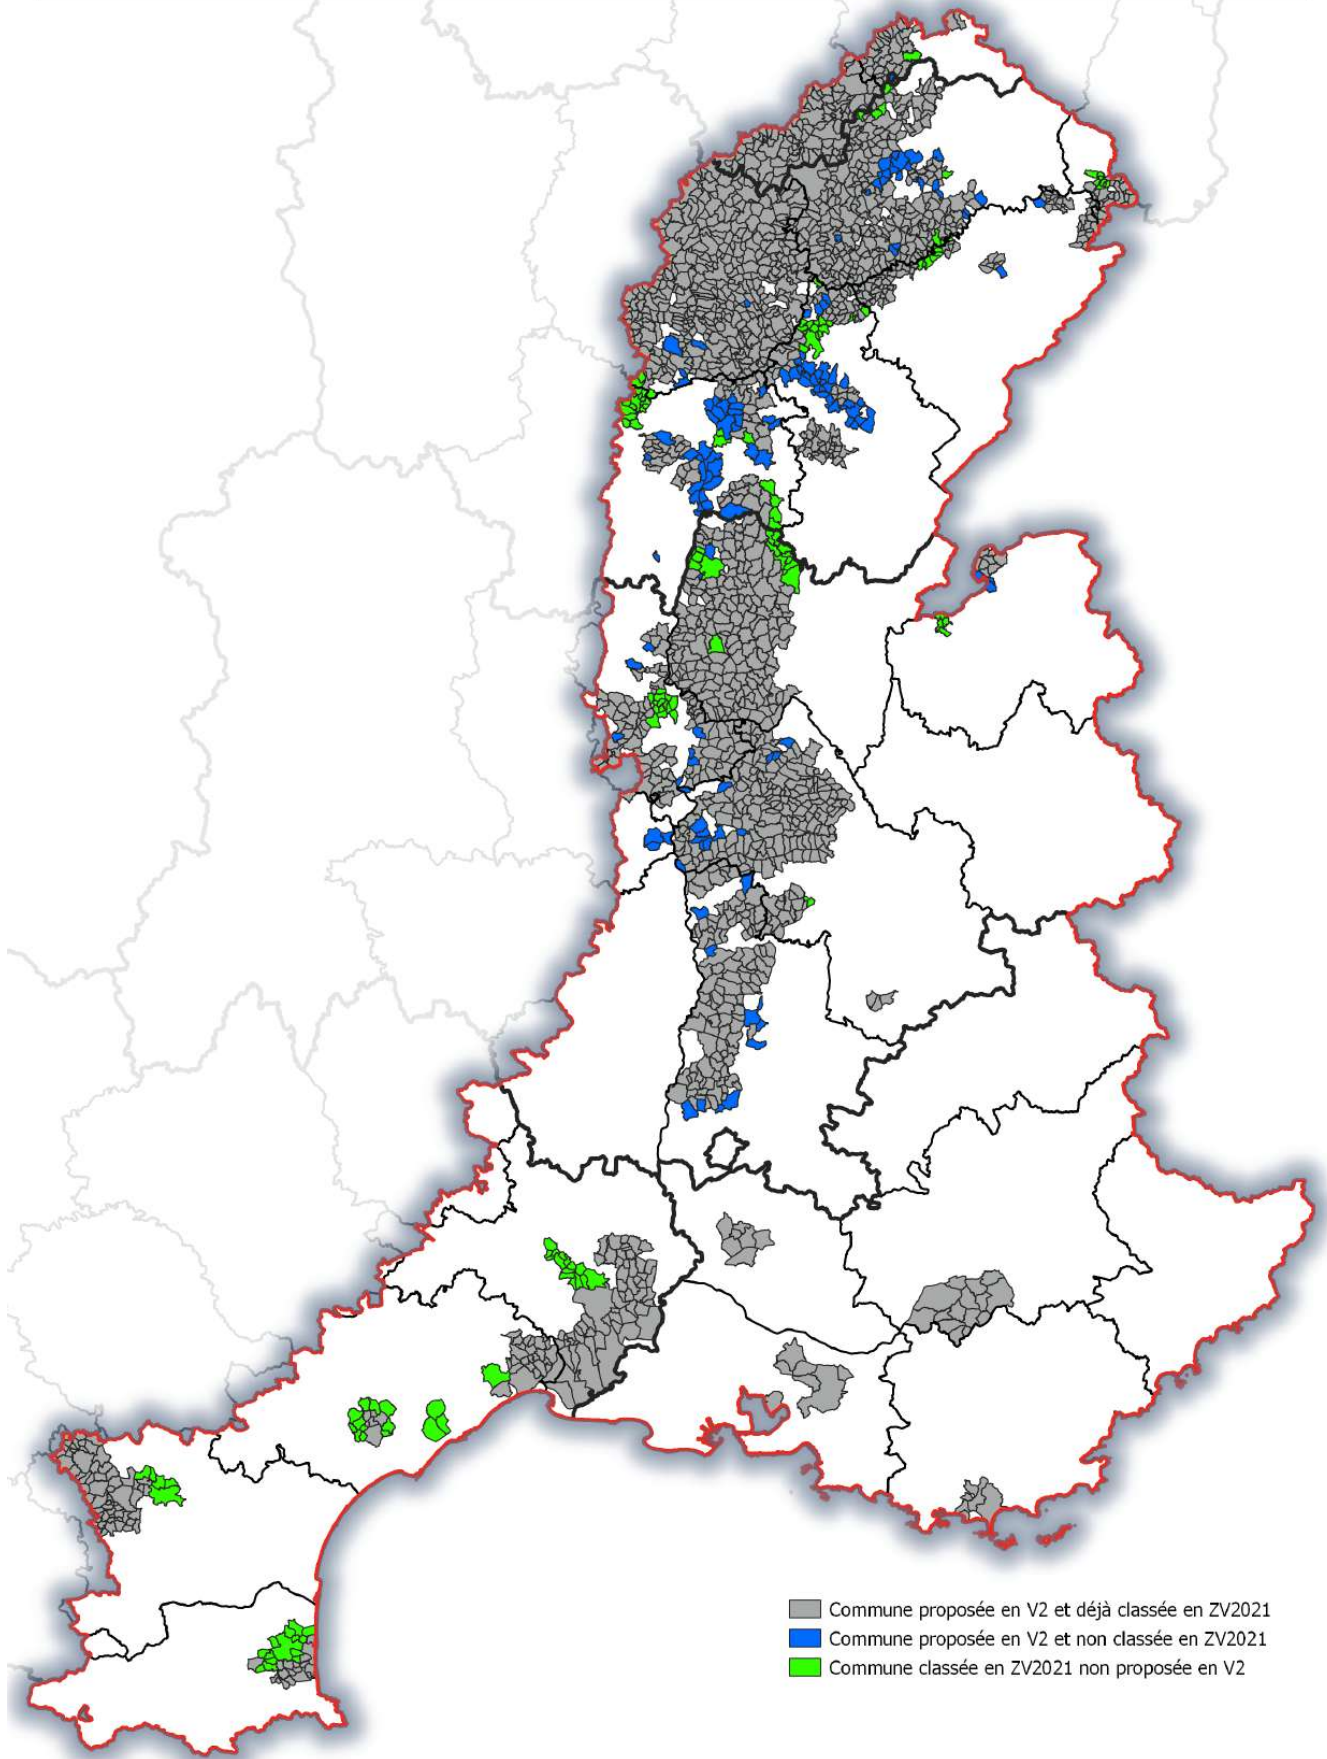 Commune proposée en V2 et déjà classée en ZV2021
Commune proposée en V2 et non classée en ZV2021
Commune classée en ZV2021 non proposée en V2